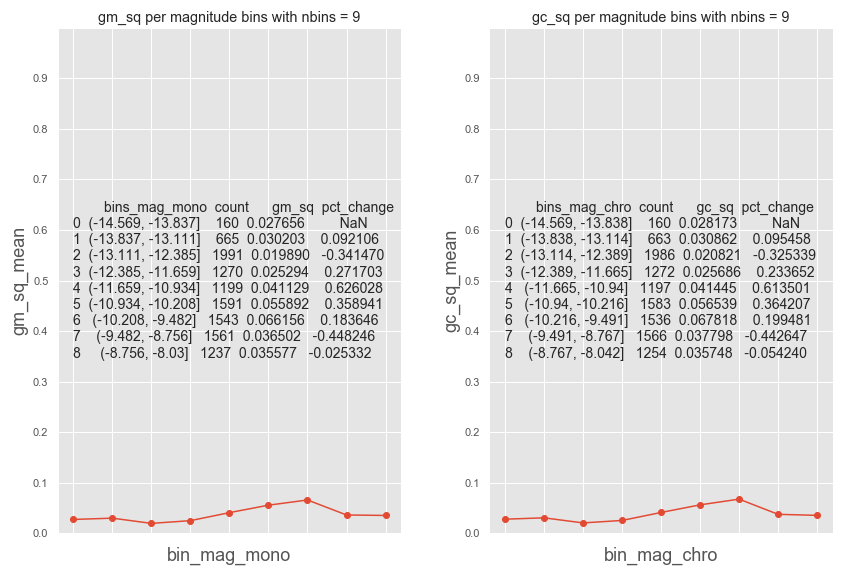 gm_sq per magnitude bins with nbins = 9
0.9
0.8
0.7
0.6
0.5
0.4
0.3
0.2
0.1
0.0
gm_sq_mean
bins_mag_mono count gm_sq pct_change
0 (-14.569, -13.837] 160 0.027656 NaN
1 (-13.837, -13.111] 665 0.030203 0.092106
2 (-13.111, -12.385] 1991 0.019890 -0.341470
3 (-12.385, -11.659] 1270 0.025294 0.271703
4 (-11.659, -10.934] 1199 0.041129 0.626028
5 (-10.934, -10.208] 1591 0.055892 0.358941
6 (-10.208, -9.482] 1543 0.066156 0.183646
7 (-9.482, -8.756] 1561 0.036502 -0.448246
8 (-8.756, -8.03] 1237 0.035577 -0.025332
bin_mag_mono
gc_sq per magnitude bins with nbins = 9
0.9
0.8
0.7
0.6
0.5
0.4
0.3
0.2
0.1
0.0
gc_sq_mean
bins_mag_chro count gc_sq pct_change
0 (-14.569, -13.838] 160 0.028173 NaN
1 (-13.838, -13.114] 663 0.030862 0.095458
2 (-13.114, -12.389] 1986 0.020821 -0.325339
3 (-12.389, -11.665] 1272 0.025686 0.233652
4 (-11.665, -10.94] 1197 0.041445 0.613501
5 (-10.94, -10.216] 1583 0.056539 0.364207
6 (-10.216, -9.491] 1536 0.067818 0.199481
7 (-9.491, -8.767] 1566 0.037798 -0.442647
8 (-8.767, -8.042] 1254 0.035748 -0.054240
bin_mag_chro